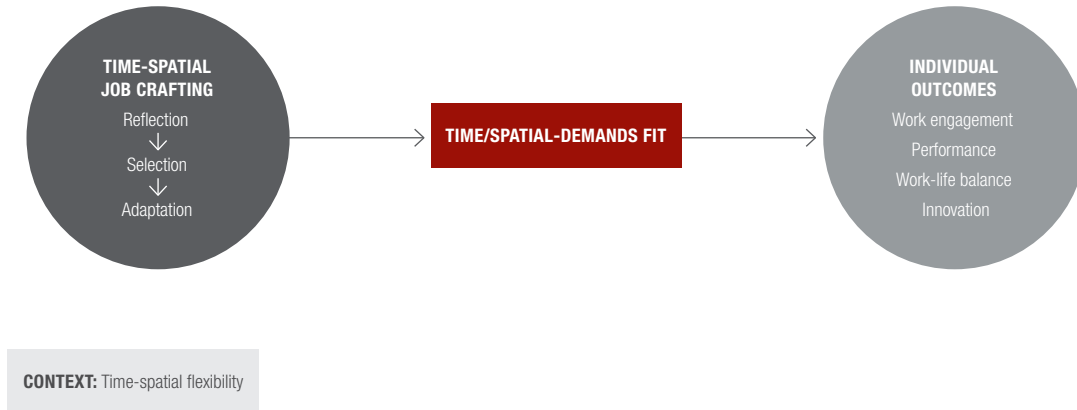 TIME-SPATIAL
JOB CRAFTING
Reflection
Selection
Adaptation
TIME/SPATIAL-DEMANDS FIT
INDIVIDUAL
OUTCOMES
Work engagement
Performance
Work-life balance
Innovation
CONTEXT: Time-spatial flexibility